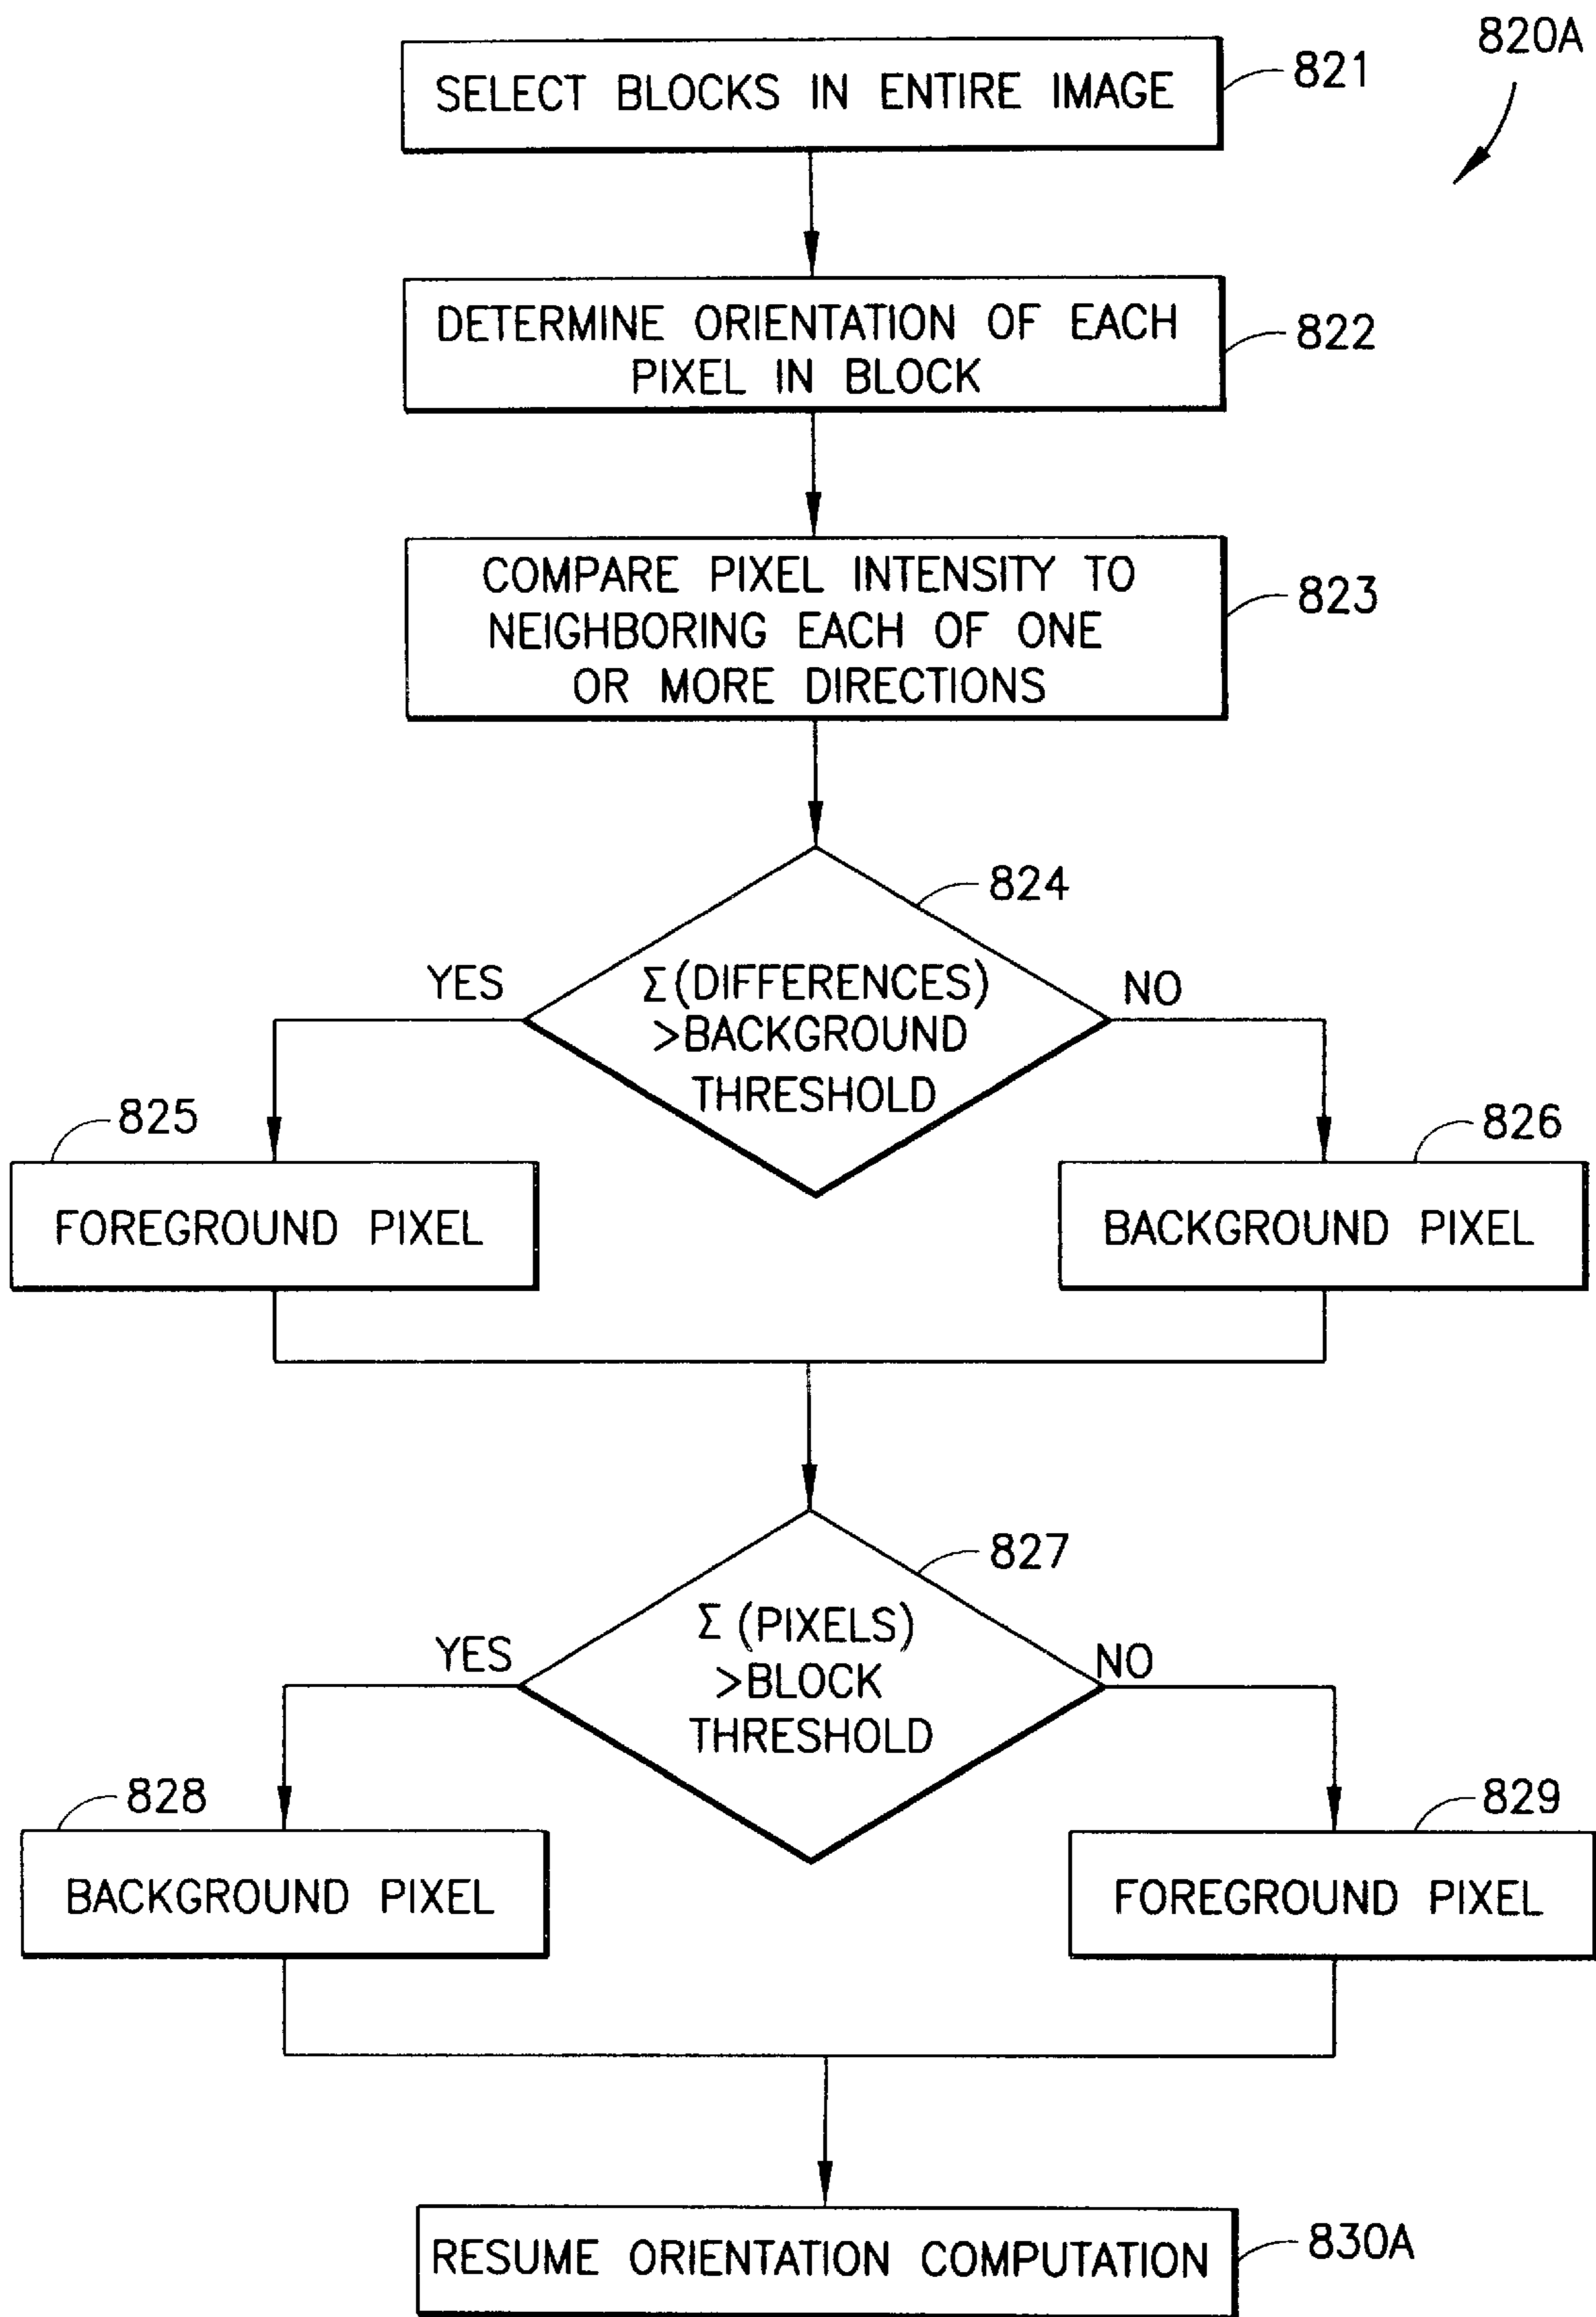 820A
SELECT BLOCKS IN ENTIRE IMAGE
821
DETERMINE ORIENTATION OF EACH
PIXEL IN BLOCK
822
COMPARE PIXEL INTENSITY TO
NEIGHBORING EACH OF ONE
OR MORE DIRECTIONS
823
824
YES
Σ(DIFFERENCES)
>BACKGROUND
THRESHOLD
NO
825
FOREGROUND PIXEL
826
BACKGROUND PIXEL
827
YES
Σ (PIXELS)
>BLOCK
THRESHOLD
NO
828
BACKGROUND PIXEL
829
FOREGROUND PIXEL
RESUME ORIENTATION COMPUTATION
830A